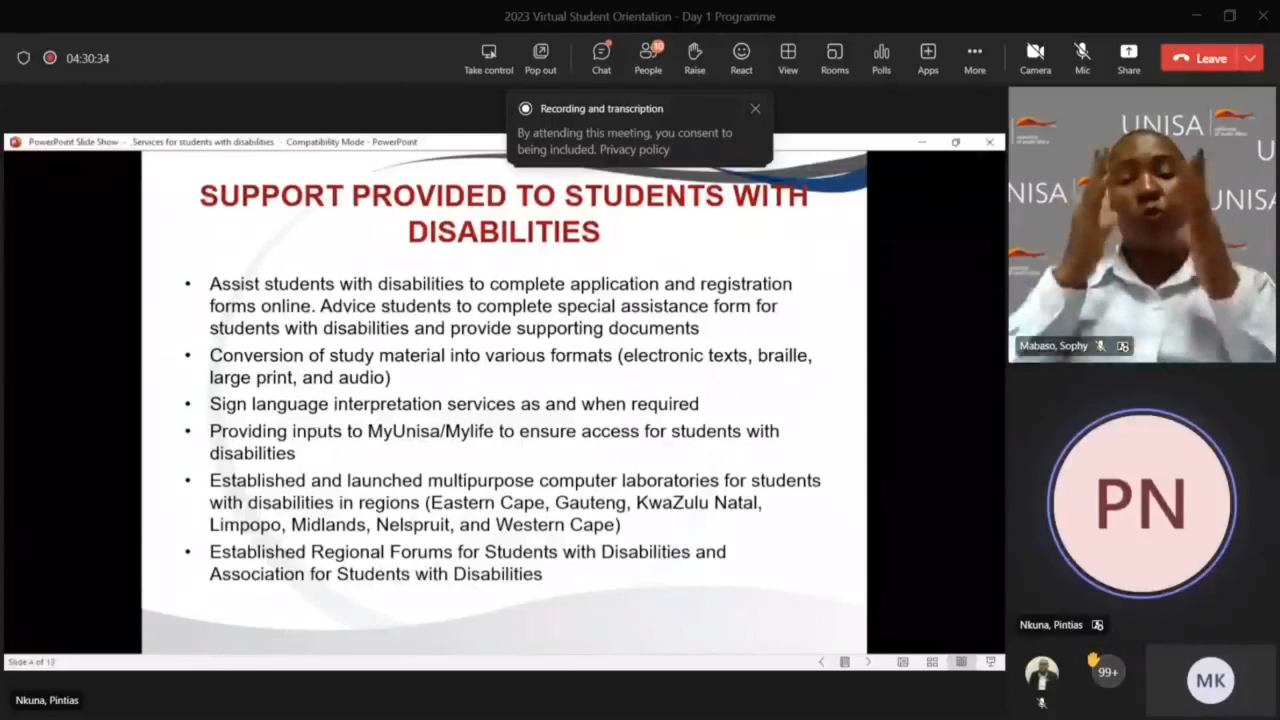 2023 Virtual Student Orientation - Day 1 Programme
04:30:34
Take control
Pop out
Chat
10
People
Raise
React
View
Rooms
Polls
Apps
More
Camera
Mic
Share
Leave
Recording and transcription
By attending this meeting, you consent to
being included. Privacy policy
PowerPoint Slide Show - .Services for students with disabilities - Compatibility Mode - PowerPoint
SUPPORT PROVIDED TO STUDENTS WITH
DISABILITIES
• Assist students with disabilities to complete application and registration
forms online. Advice students to complete special assistance form for
students with disabilities and provide supporting documents
• Conversion of study material into various formats (electronic texts, braille,
large print, and audio)
• Sign language interpretation services as and when required
• Providing inputs to MyUnisa/Mylife to ensure access for students with
disabilities
• Established and launched multipurpose computer laboratories for students
with disabilities in regions (Eastern Cape, Gauteng, KwaZulu Natal,
Limpopo, Midlands, Nelspruit, and Western Cape)
• Established Regional Forums for Students with Disabilities and
Association for Students with Disabilities
Slide 4 of 13
Nkuna, Pintias
UNISA
U
NISA
UNISA
Mabaso, Sophy
PN
Nkuna, Pintias
99+
MK